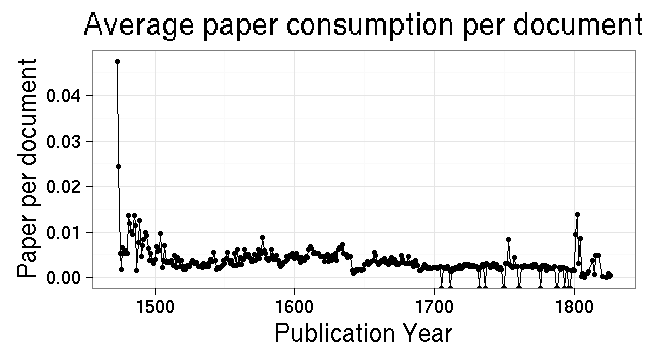 Average paper consumption per document
Paper per document
0.04
0.03
0.02
0.01
0.00
1500 1600 1700 1800
Publication Year